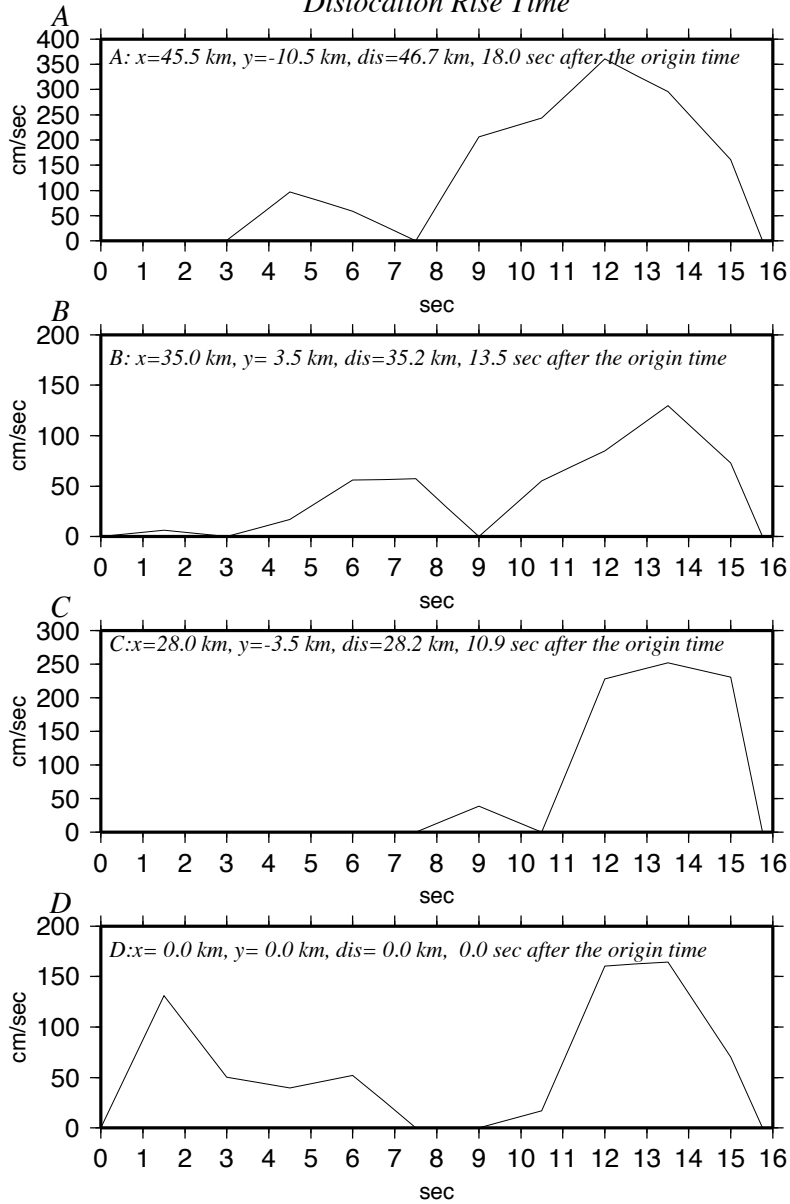 Dislocation Rise Time
A
400
350
300
250
200
150
100
50
0
cm/sec
A: x=45.5 km, y=-10.5 km, dis=46.7 km, 18.0 sec after the origin time
0 1 2 3 4 5 6 7 8 9 10 11 12 13 14 15 16
sec
B
200
150
100
50
0
cm/sec
B: x=35.0 km, y= 3.5 km, dis=35.2 km, 13.5 sec after the origin time
0 1 2 3 4 5 6 7 8 9 10 11 12 13 14 15 16
sec
C
300
250
200
150
100
50
0
cm/sec
C:x=28.0 km, y=-3.5 km, dis=28.2 km, 10.9 sec after the origin time
0 1 2 3 4 5 6 7 8 9 10 11 12 13 14 15 16
sec
D
200
150
100
50
0
cm/sec
D:x= 0.0 km, y= 0.0 km, dis= 0.0 km,  0.0 sec after the origin time
0 1 2 3 4 5 6 7 8 9 10 11 12 13 14 15 16
sec